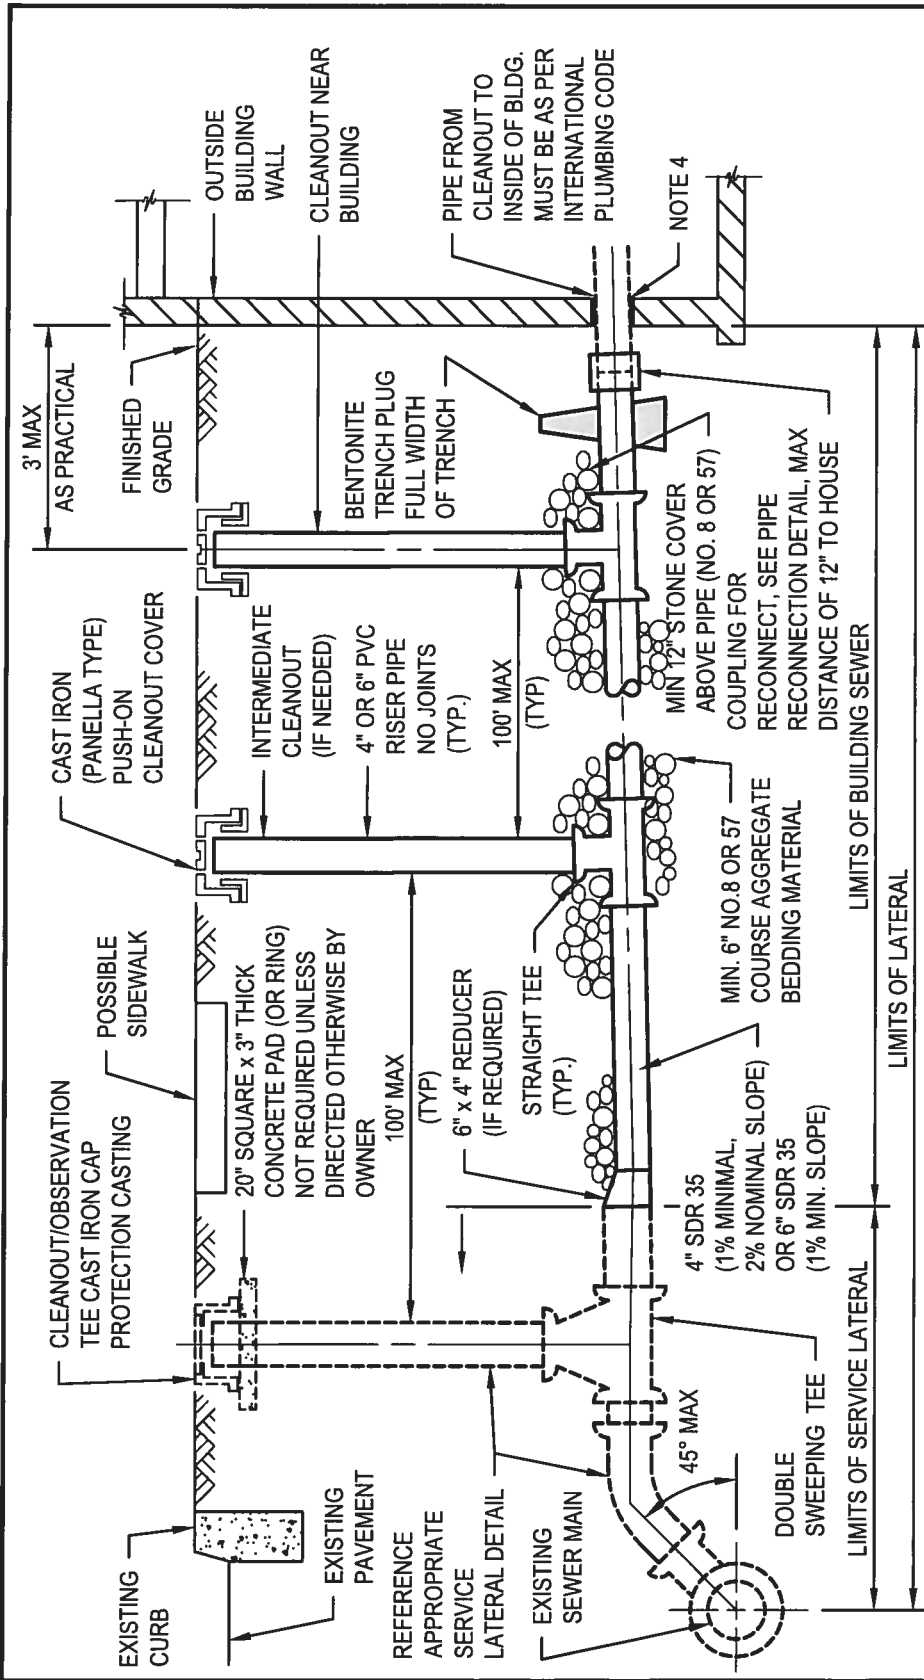 EXISTING
CURB
EXISTING
PAVEMENT
REFERENCE
APPROPRIATE
SERVICE
LATERAL DETAIL
EXISTING
SEWER MAIN
CLEANOUT/OBSERVATION
TEE CAST IRON CAP
PROTECTION CASTING
POSSIBLE
SIDEWALK
20" SQUARE x 3" THICK
CONCRETE PAD (OR RING)
NOT REQUIRED UNLESS
DIRECTED OTHERWISE BY
OWNER
100' MAX
(TYP)
6" x 4" REDUCER
(IF REQUIRED)
STRAIGHT TEE
(TYP.)
CAST IRON
(PANELLA TYPE)
PUSH-ON
CLEANOUT COVER
INTERMEDIATE
CLEANOUT
(IF NEEDED)
4" OR 6" PVC
RISER PIPE
NO JOINTS
(TYP.)
100' MAX
(TYP)
3' MAX
AS PRACTICAL
FINISHED
GRADE
BENTONITE
TRENCH PLUG
FULL WIDTH
OF TRENCH
OUTSIDE
BUILDING
WALL
CLEANOUT NEAR
BUILDING
PIPE FROM
CLEANOUT TO
INSIDE OF BLDG.
MUST BE AS PER
INTERNATIONAL
PLUMBING CODE
NOTE 4
45° MAX
DOUBLE
SWEEPING TEE
4" SDR 35
(1% MINIMAL,
2% NOMINAL SLOPE)
OR 6" SDR 35
(1% MIN. SLOPE)
MIN. 6" NO.8 OR 57
COURSE AGGREGATE
BEDDING MATERIAL
MIN 12" STONE COVER
ABOVE PIPE (NO. 8 OR 57)
COUPLING FOR
RECONNECT, SEE PIPE
RECONNECTION DETAIL, MAX
DISTANCE OF 12" TO HOUSE
LIMITS OF SERVICE LATERAL
LIMITS OF BUILDING SEWER
LIMITS OF LATERAL